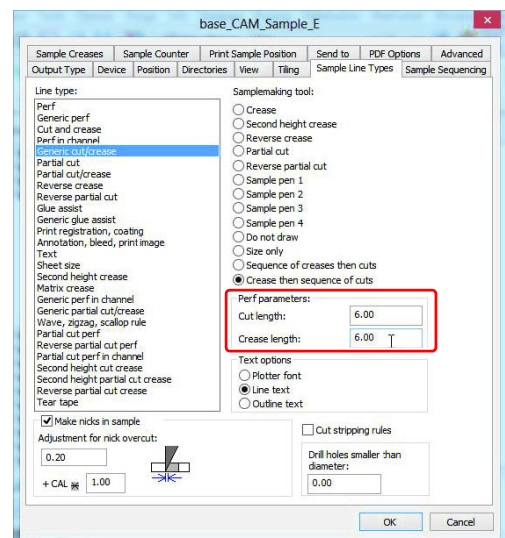 base_CAM_Sample_E
Sample Creases Sample Counter Print Sample Position Send to PDF Options Advanced
Output Type Device Position Directories View Tiling Sample Line Types Sample Sequencing
Line type:
Perf
Generic perf
Cut and crease
Perf in channel
Generic cut/crease
Partial cut
Partial cut/crease
Reverse crease
Reverse partial cut
Glue assist
Generic glue assist
Print registration, coating
Annotation, bleed, print image
Text
Sheet size
Second height crease
Matrix crease
Generic perf in channel
Generic partial cut/crease
Wave, zigzag, scallop rule
Partial cut perf
Reverse partial cut perf
Partial cut perf in channel
Second height cut crease
Second height partial cut crease
Reverse partial cut crease
Tear tape
Samplemaking tool:
Crease
Second height crease
Reverse crease
Partial cut
Reverse partial cut
Sample pen 1
Sample pen 2
Sample pen 3
Sample pen 4
Do not draw
Size only
Sequence of creases then cuts
Crease then sequence of cuts
Perf parameters:
Cut length: 6.00
Crease length: 6.00
Text options
Plotter font
Line text
Outline text
Make nicks in sample
Adjustment for nick overcut:
0.20
+ CAL 1.00
Cut stripping rules
Drill holes smaller than
diameter:
0.00
OK Cancel